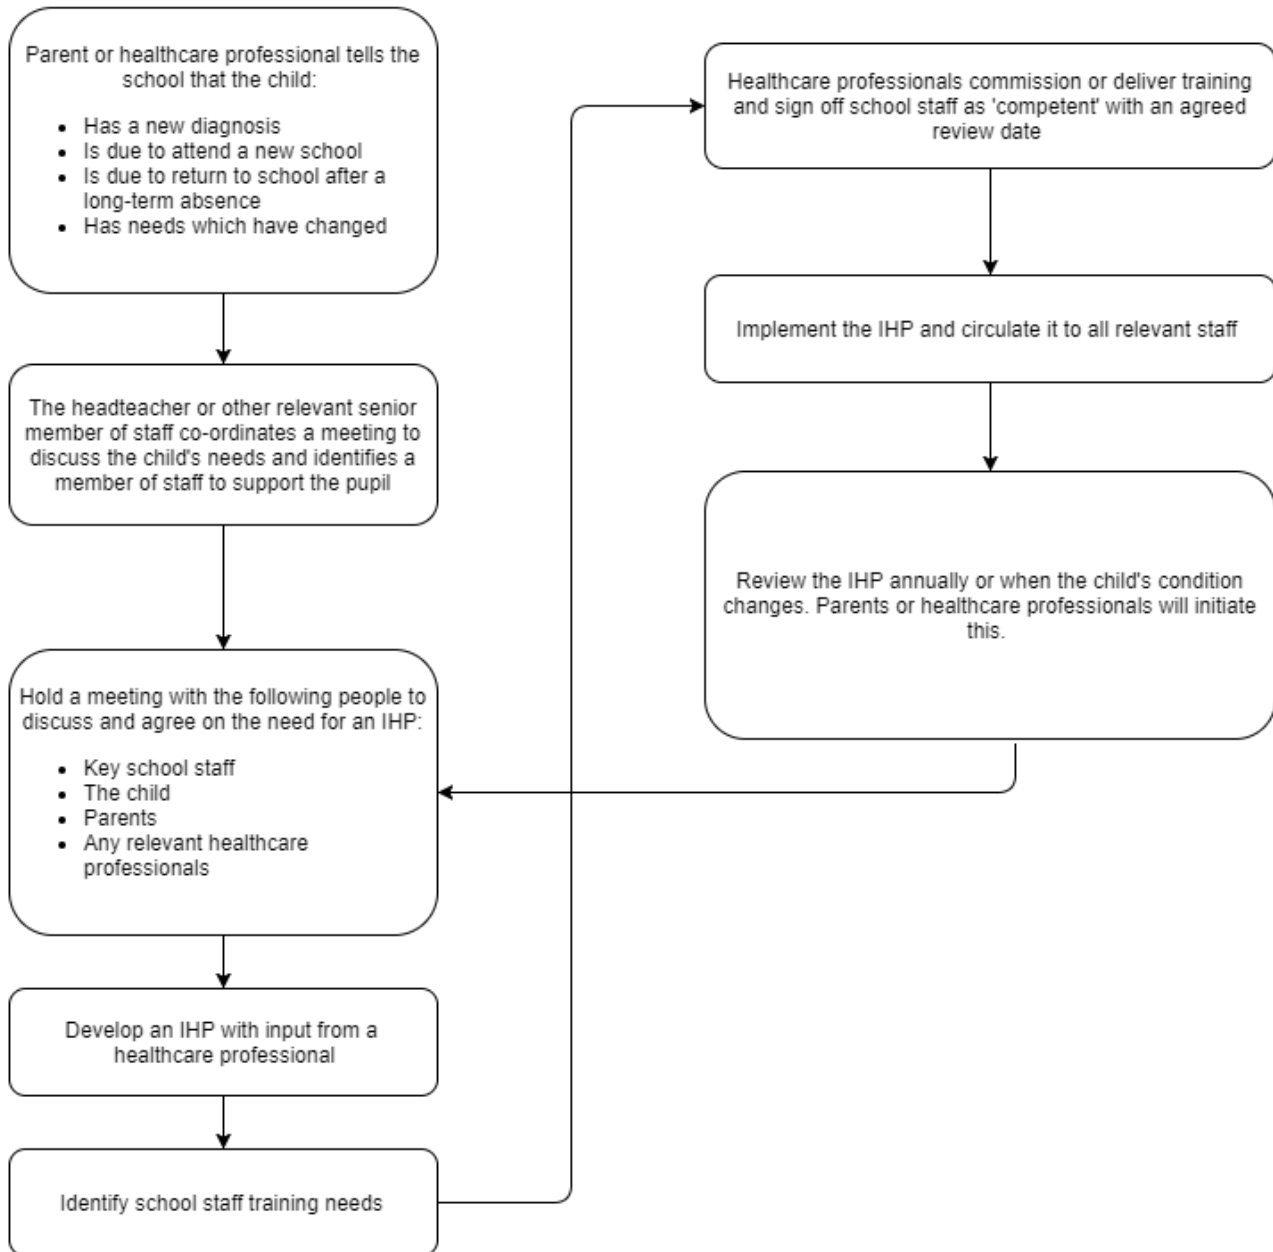 Parent or healthcare professional tells the
school that the child:
• Has a new diagnosis
• Is due to attend a new school
• Is due to return to school after a
long-term absence
• Has needs which have changed
The headteacher or other relevant senior
member of staff co-ordinates a meeting to
discuss the child's needs and identifies a
member of staff to support the pupil
Hold a meeting with the following people to
discuss and agree on the need for an IHP:
• Key school staff
• The child
• Parents
• Any relevant healthcare
professionals
Develop an IHP with input from a
healthcare professional
Identify school staff training needs
Healthcare professionals commission or deliver training
and sign off school staff as 'competent' with an agreed
review date
Implement the IHP and circulate it to all relevant staff
Review the IHP annually or when the child's condition
changes. Parents or healthcare professionals will initiate
this.